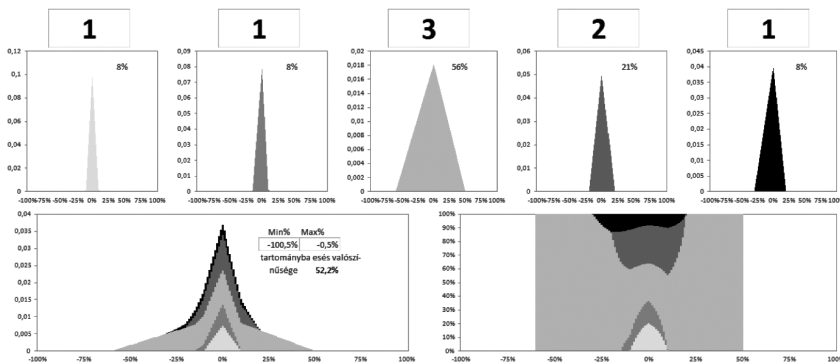 1 1 3 2 1
0,12 0,09 0,02 0,06 0,045
8% 8% 56% 21% 8%
0,1 0,08 0,018 0,05 0,04
0,07 0,016 0,035
0,08 0,06 0,014 0,04 0,03
0,06 0,05 0,012 0,03 0,025
0,04 0,01 0,02
0,04 0,03 0,008 0,02 0,015
0,02 0,006 0,01
0,02 0,01 0,004 0,01 0,005
0,002
0 0 0 0 0
-100%-75% -50% -25% 0% 25% 50% 75% 100% -100%-75% -50% -25% 0% 25% 50% 75% 100% -100%-75% -50% -25% 0% 25% 50% 75% 100% -100%-75% -50% -25% 0% 25% 50% 75% 100% -100%-75% -50% -25% 0% 25% 50% 75% 100%
0,04
0,035
0,03
0,025
0,02
0,015
0,01
0,005
0
Min% Max%
-100,5% -0,5%
tartományba esés valószí-
nűsége 52,2%
-100% -75% -50% -25% 0% 25% 50% 75% 100%
100%
90%
80%
70%
60%
50%
40%
30%
20%
10%
0%
-100% -75% -50% -25% 0% 25% 50% 75% 100%